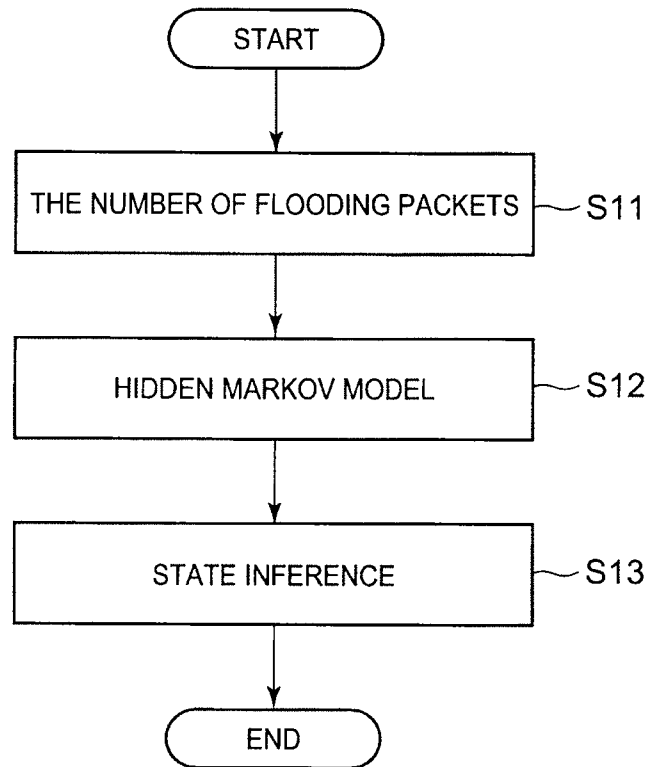 START
THE NUMBER OF FLOODING PACKETS
S11
HIDDEN MARKOV MODEL
S12
STATE INFERENCE
S13
END